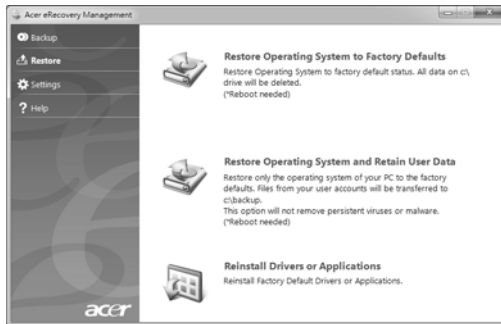 Acer eRecovery Management
Backup
Restore
Settings
Help
Restore Operating System to Factory Defaults
Restore Operating System to factory default status. All data on c:\
drive will be deleted.
(*Reboot needed)
Restore Operating System and Retain User Data
Restore only the operating system of your PC to the factory
defaults. Files from your user accounts will be transferred to
c:\backup.
This option will not remove persistent viruses or malware.
(*Reboot needed)
Reinstall Drivers or Applications
Reinstall Factory Default Drivers or Applications.
acer